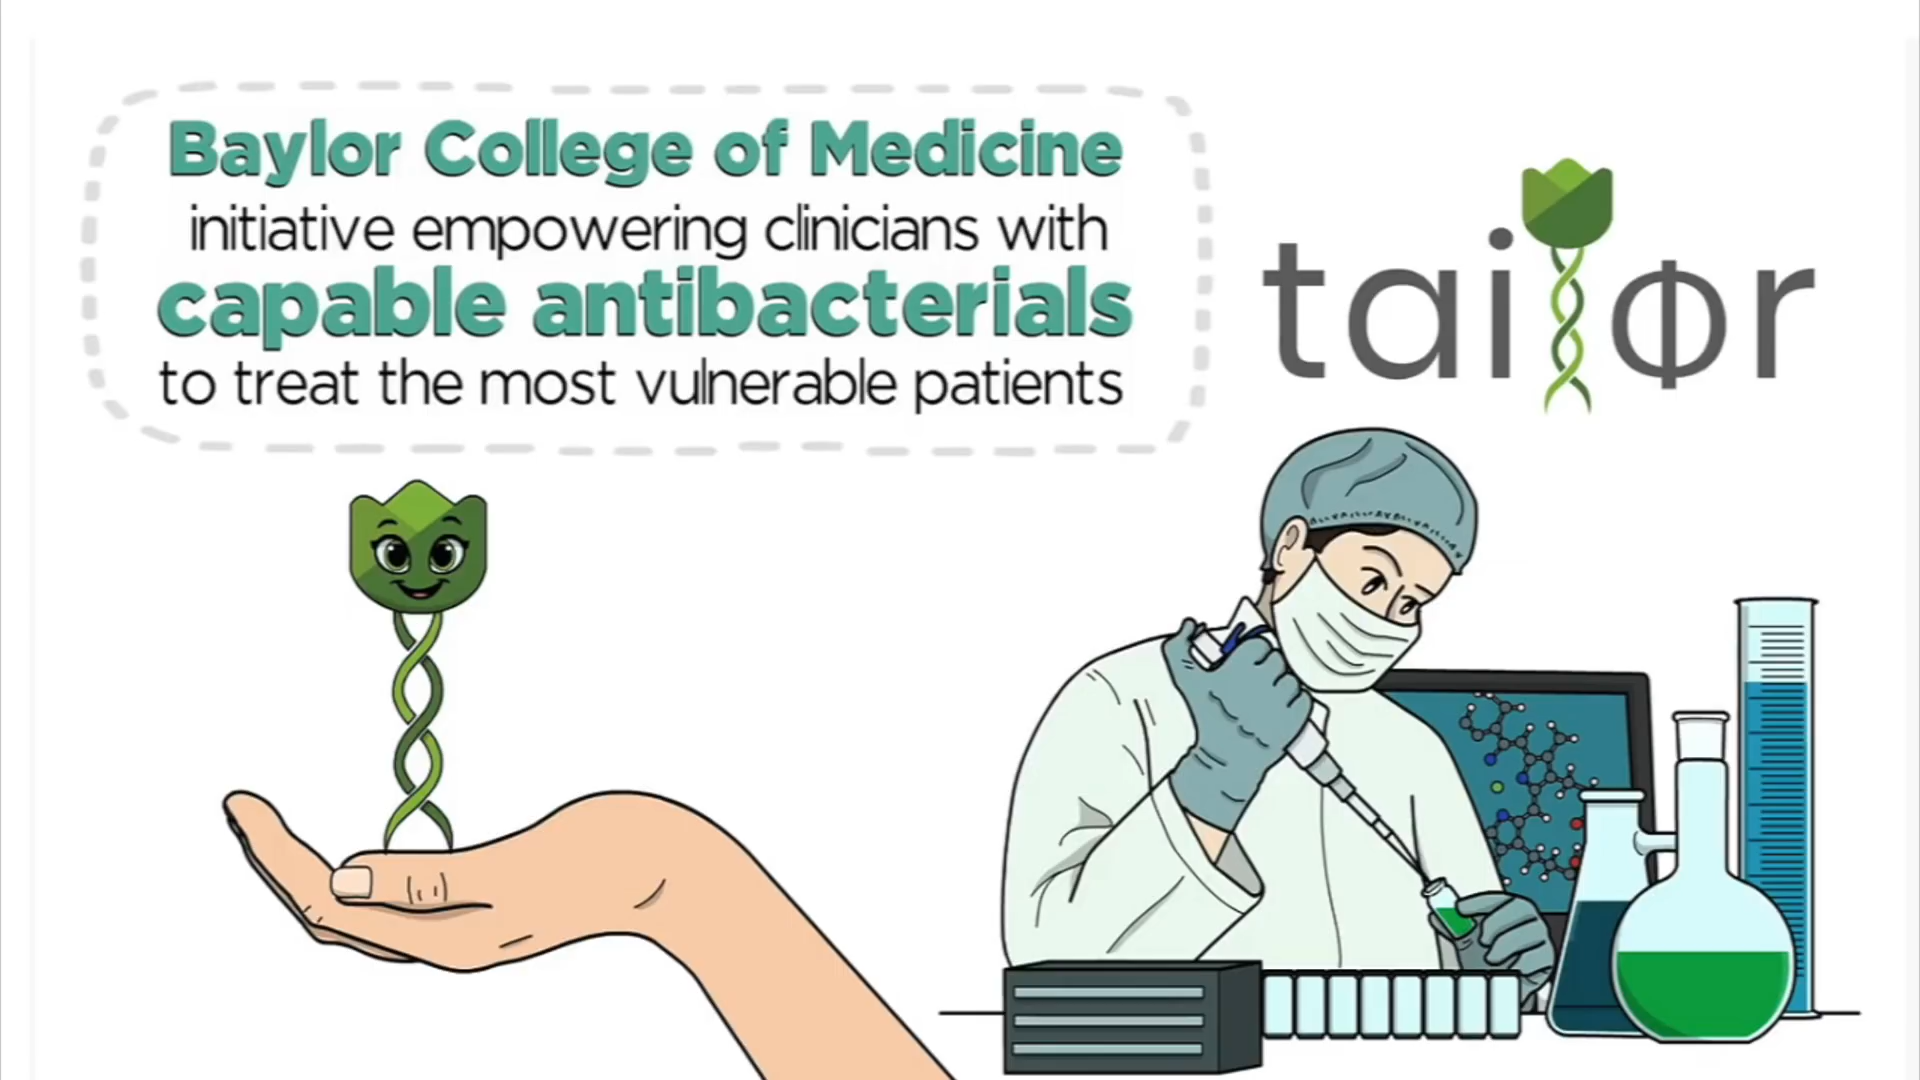 Baylor College of Medicine
initiative empowering clinicians with
capable antibacterials
to treat the most vulnerable patients
tailΦr